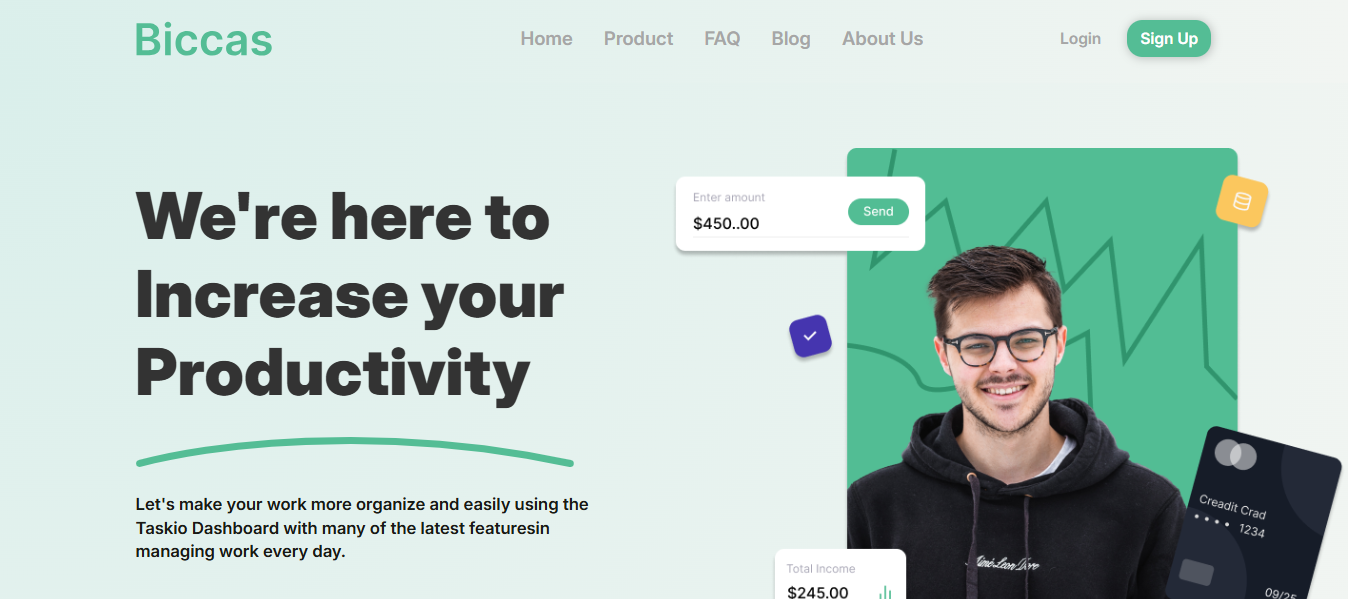 Biccas
Home Product FAQ Blog About Us
Login Sign Up
We're here to
Increase your
Productivity
Let's make your work more organize and easily using the
Taskio Dashboard with many of the latest featuresin
managing work every day.
Enter amount
$450..00
Send
Creadit Crad
1234
09/25
Total Income
$245.00